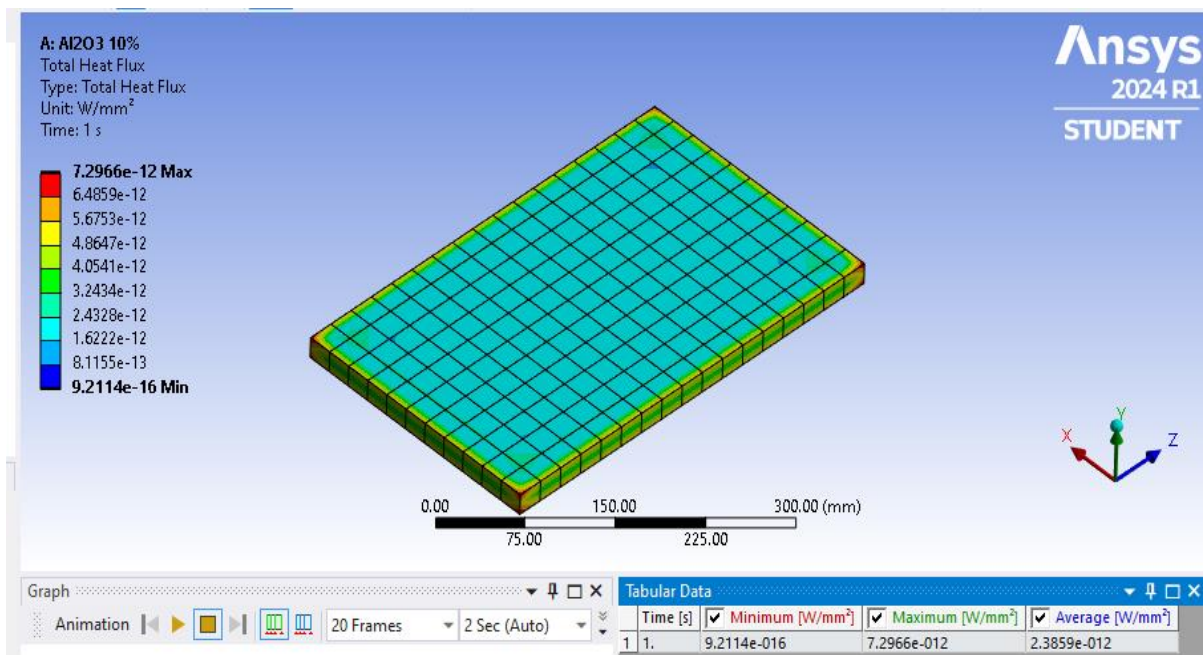 A: Al2O3 10%
Total Heat Flux
Type: Total Heat Flux
Unit: W/mm²
Time: 1 s
7.2966e-12 Max
6.4859e-12
5.6753e-12
4.8647e-12
4.0541e-12
3.2434e-12
2.4328e-12
1.6222e-12
8.1155e-13
9.2114e-16 Min
Ansys
2024 R1
STUDENT
Y
X
Z
0.00 150.00 300.00 (mm)
75.00 225.00
Graph
Animation 20 Frames 2 Sec (Auto)
Tabular Data
Time [s] Minimum [W/mm²] Maximum [W/mm²] Average [W/mm²]
1 1. 9.2114e-016 7.2966e-012 2.3859e-012